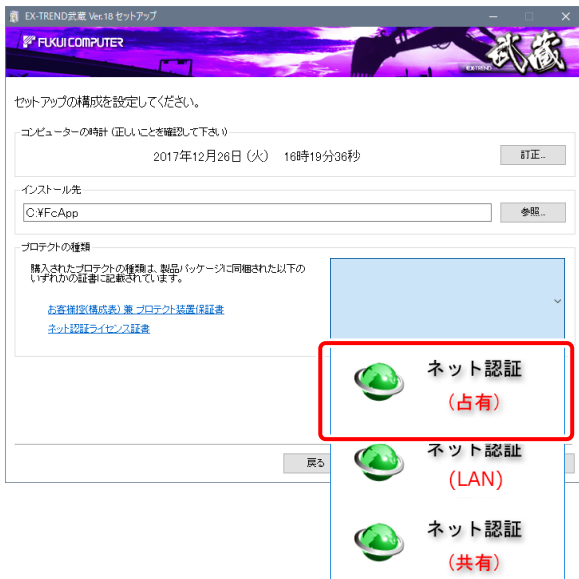 EX-TREND武蔵 Ver.18 セットアップ
FUKUI COMPUTER
EX-TREND 武蔵
セットアップの構成を設定してください。
コンピューターの時計 (正しいことを確認して下さい)
2017年12月26日 (火) 16時19分36秒
訂正...
インストール先
C:¥FcApp
参照...
プロテクトの種類
購入されたプロテクトの種類は、製品パッケージに同梱された以下の
いずれかの証書に記載されています。
お客様控(構成表) 兼 プロテクト装置保証書
ネット認証ライセンス証書
ネット認証
(占有)
戻る
ネット認証
(LAN)
ネット認証
(共有)